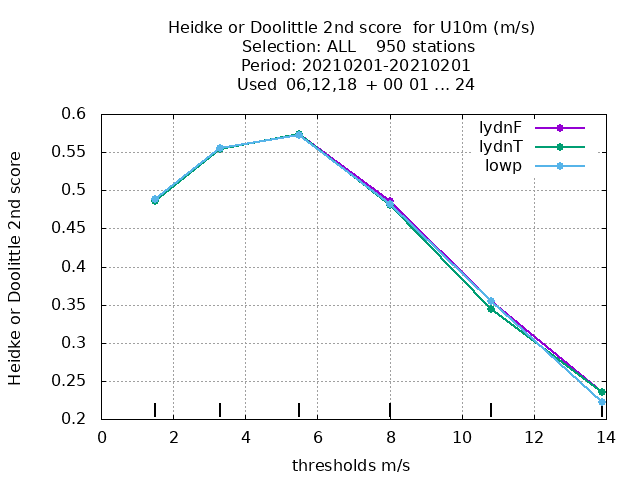 Heidke or Doolittle 2nd score  for U10m (m/s)
Selection: ALL    950 stations
Period: 20210201-20210201
Used  06,12,18  + 00 01 ... 24
Heidke or Doolittle 2nd score
0.6
0.55
0.5
0.45
0.4
0.35
0.3
0.25
0.2
lydnF
lydnT
lowp
0 2 4 6 8 10 12 14
thresholds m/s